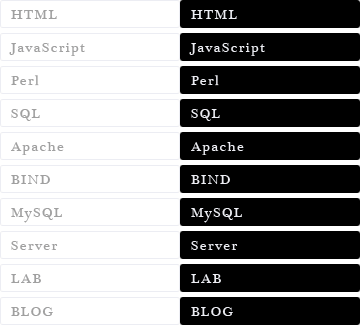 HTML HTML
JavaScript JavaScript
Perl Perl
SQL SQL
Apache Apache
BIND BIND
MySQL MySQL
Server Server
LAB LAB
BLOG BLOG